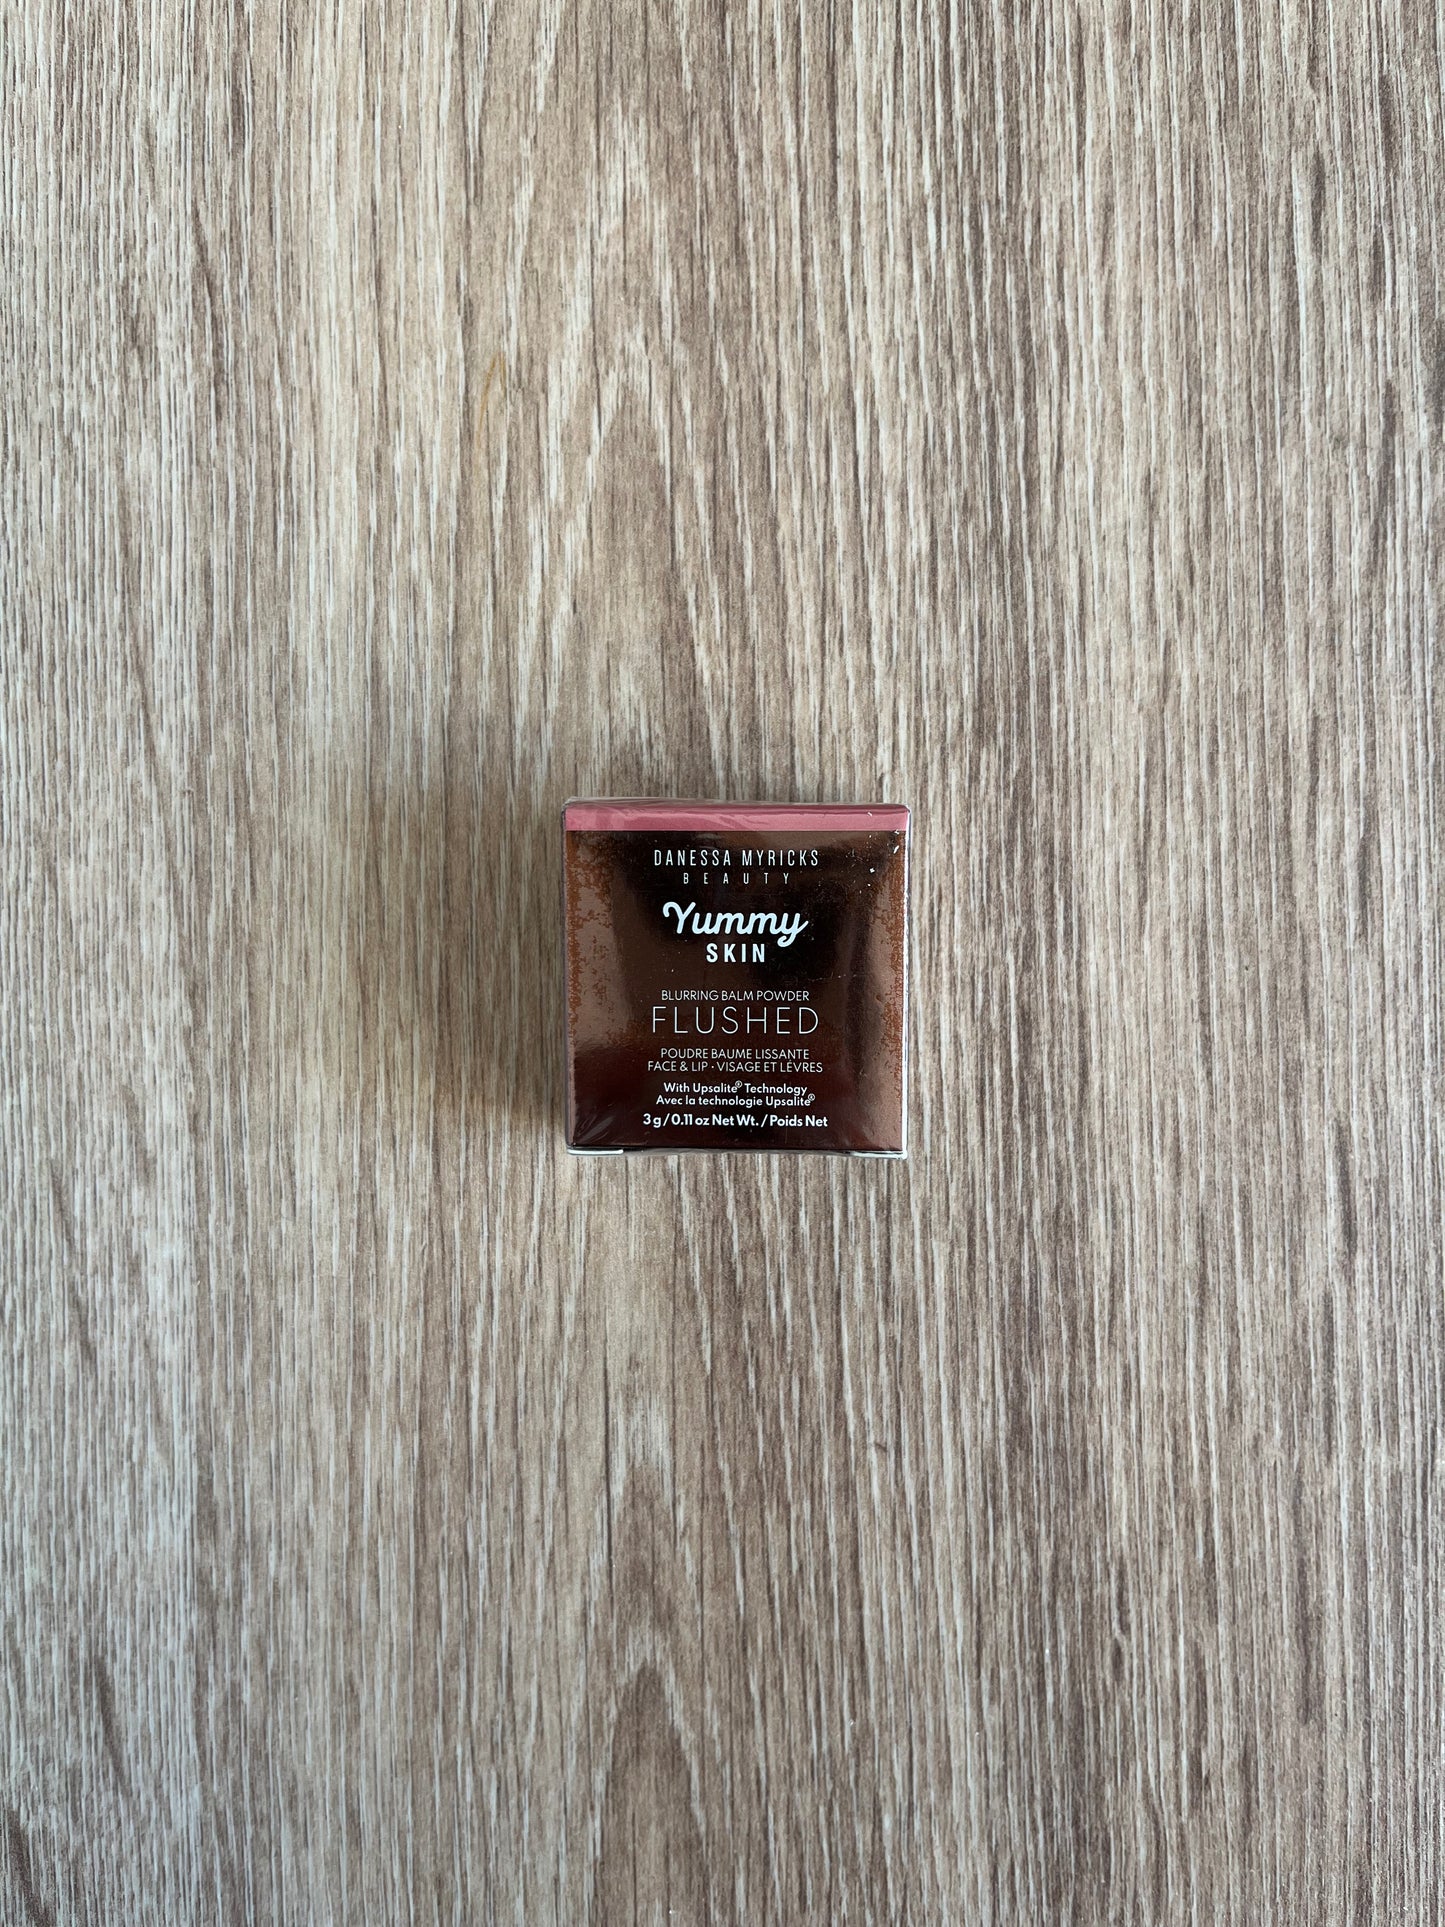 DANESSA MYRICKS
BEAUTY
Yummy
SKIN
BLURRING BALM POWDER
FLUSHED
POUDRE BAUME LISSANTE
FACE & LIP • VISAGE ET LÈVRES
With Upsalite® Technology
Avec la technologie Upsalite®
3 g / 0.11 oz Net Wt. / Poids Net